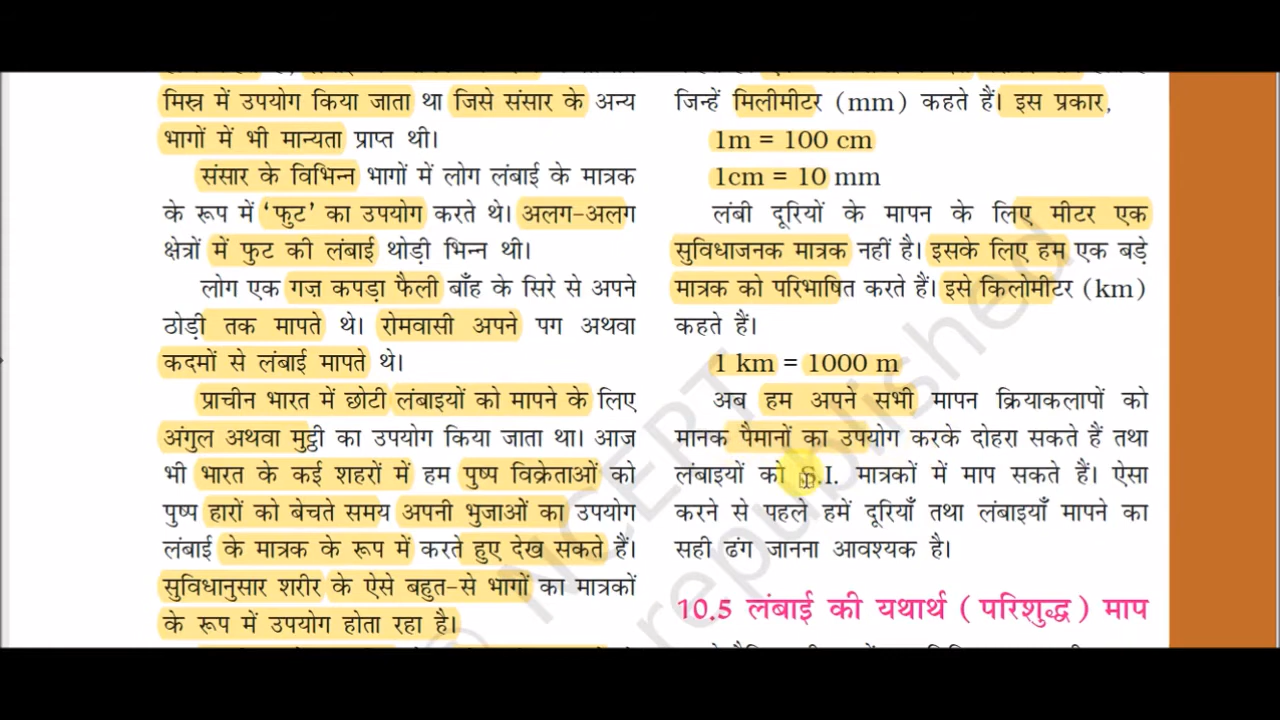 मिस्र में उपयोग किया जाता था जिसे संसार के अन्य
भागों में भी मान्यता प्राप्त थी।
संसार के विभिन्न भागों में लोग लंबाई के मात्रक
के रूप में ‘फुट’ का उपयोग करते थे। अलग-अलग
क्षेत्रों में फुट की लंबाई थोड़ी भिन्न थी।
लोग एक गज कपड़ा फैली बाँह के सिरे से अपने
ठोड़ी तक मापते थे। रोमवासी अपने पग अथवा
कदमों से लंबाई मापते थे।
प्राचीन भारत में छोटी लंबाइयों को मापने के लिए
अंगुल अथवा मुट्ठी का उपयोग किया जाता था। आज
भी भारत के कई शहरों में हम पुष्प विक्रेताओं को
पुष्प हारों को बेचते समय अपनी भुजाओं का उपयोग
लंबाई के मात्रक के रूप में करते हुए देख सकते हैं।
सुविधानुसार शरीर के ऐसे बहुत-से भागों का मात्रकों
के रूप में उपयोग होता रहा है।
जिन्हें मिलीमीटर (mm) कहते हैं। इस प्रकार,
1m = 100 cm
1cm = 10 mm
लंबी दूरियों के मापन के लिए मीटर एक
सुविधाजनक मात्रक नहीं है। इसके लिए हम एक बड़े
मात्रक को परिभाषित करते हैं। इसे किलोमीटर (km)
कहते हैं।
1 km = 1000 m
अब हम अपने सभी मापन क्रियाकलापों को
मानक पैमानों का उपयोग करके दोहरा सकते हैं तथा
लंबाइयों को S.I. मात्रकों में माप सकते हैं। ऐसा
करने से पहले हमें दूरियाँ तथा लंबाइयाँ मापने का
सही ढंग जानना आवश्यक है।
10.5 लंबाई की यथार्थ (परिशुद्ध) माप
© NCERT
republished